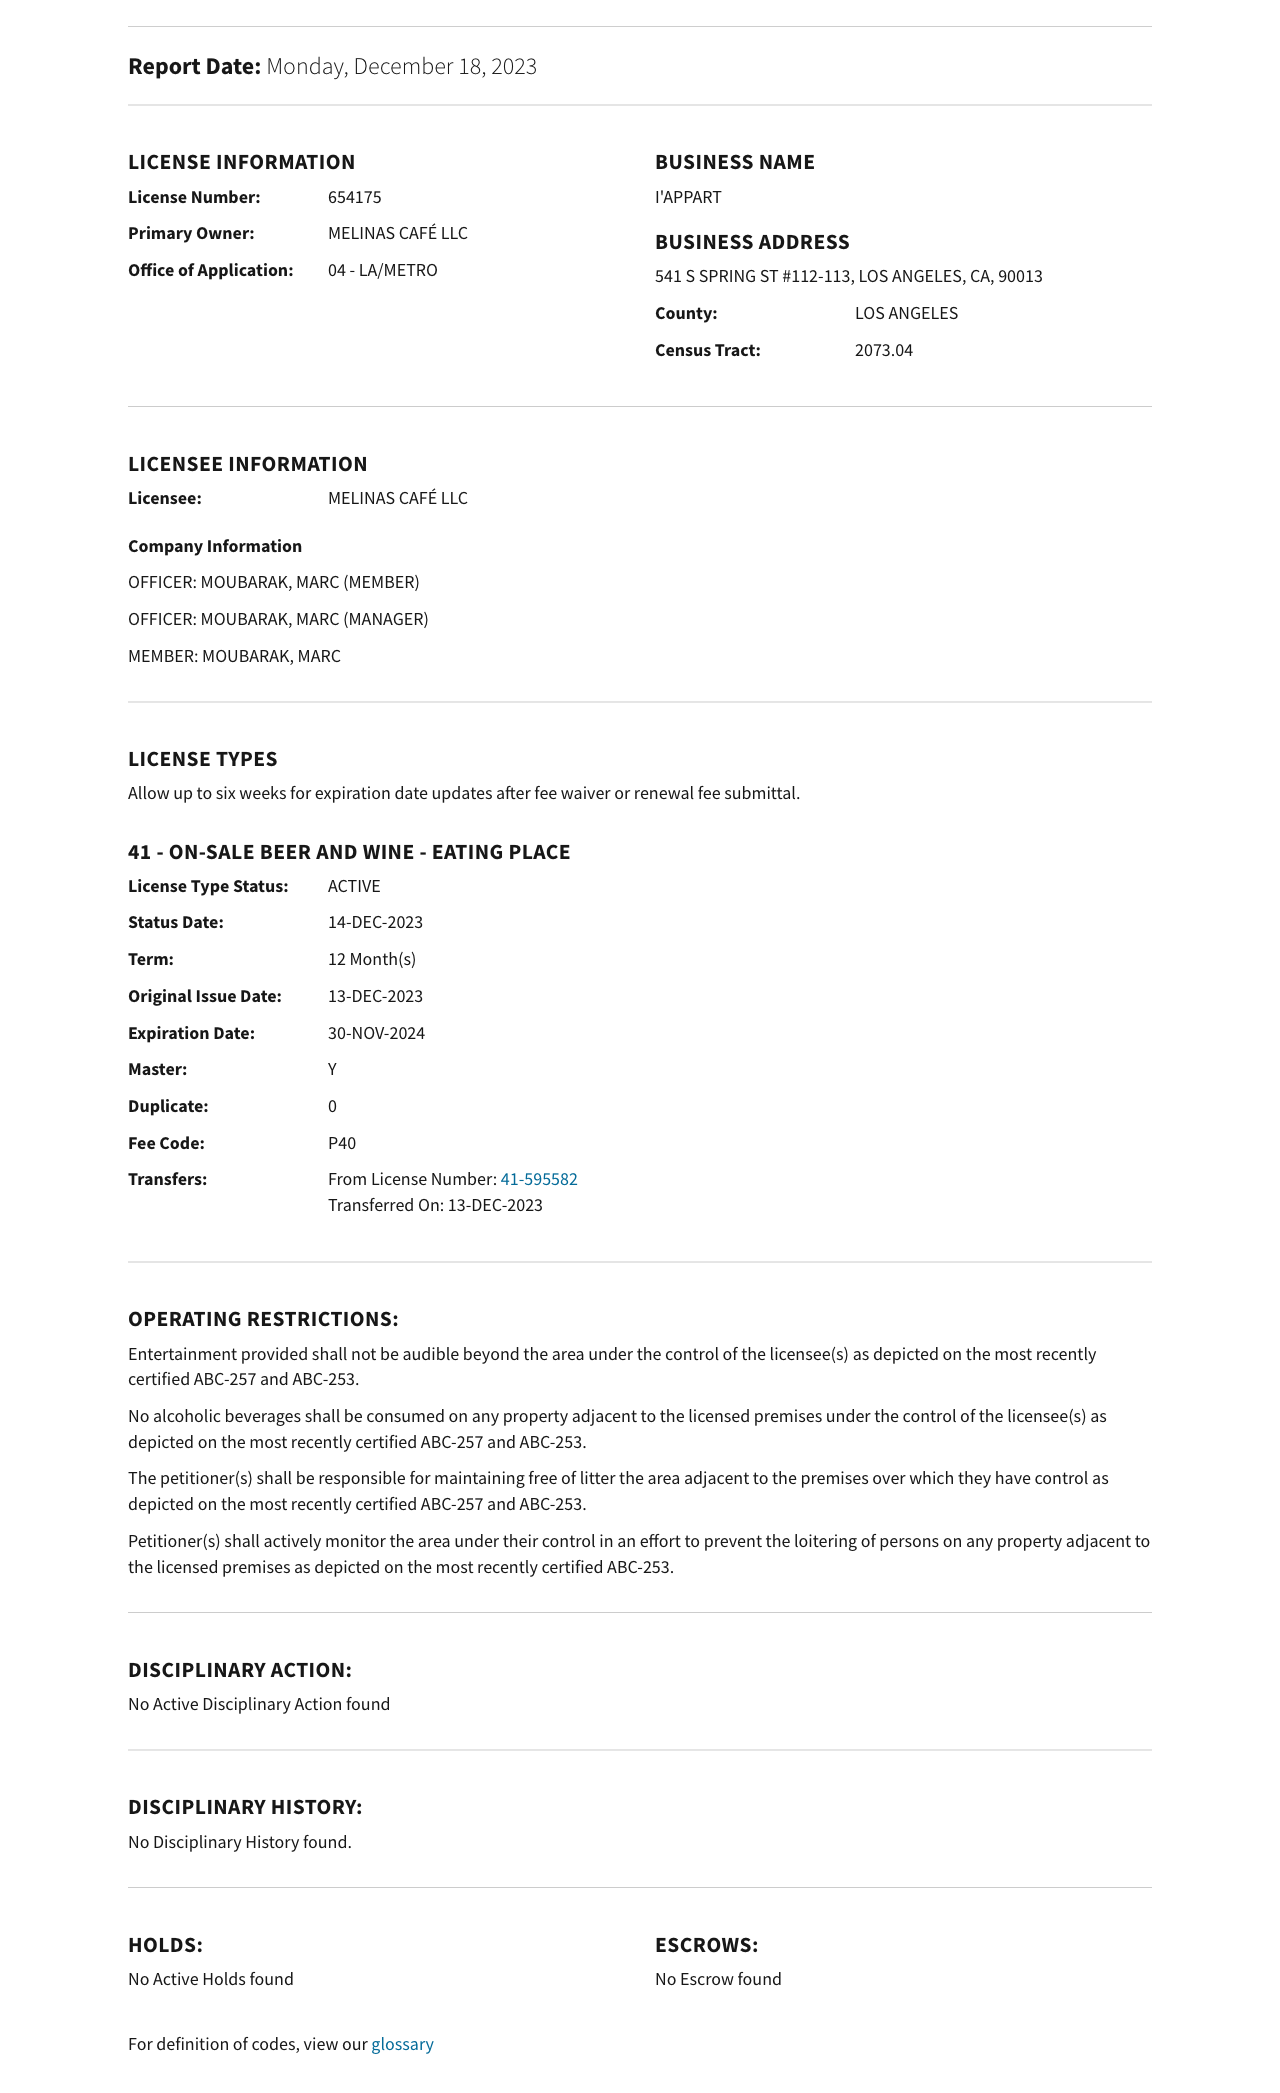 Report Date: Monday, December 18, 2023
LICENSE INFORMATION
License Number: 654175
Primary Owner: MELINAS CAFÉ LLC
Office of Application: 04 - LA/METRO
BUSINESS NAME
I'APPART
BUSINESS ADDRESS
541 S SPRING ST #112-113, LOS ANGELES, CA, 90013
County: LOS ANGELES
Census Tract: 2073.04
LICENSEE INFORMATION
Licensee: MELINAS CAFÉ LLC
Company Information
OFFICER: MOUBARAK, MARC (MEMBER)
OFFICER: MOUBARAK, MARC (MANAGER)
MEMBER: MOUBARAK, MARC
LICENSE TYPES
Allow up to six weeks for expiration date updates after fee waiver or renewal fee submittal.
41 - ON-SALE BEER AND WINE - EATING PLACE
License Type Status: ACTIVE
Status Date: 14-DEC-2023
Term: 12 Month(s)
Original Issue Date: 13-DEC-2023
Expiration Date: 30-NOV-2024
Master: Y
Duplicate: 0
Fee Code: P40
Transfers: From License Number: 41-595582
Transferred On: 13-DEC-2023
OPERATING RESTRICTIONS:
Entertainment provided shall not be audible beyond the area under the control of the licensee(s) as depicted on the most recently
certified ABC-257 and ABC-253.
No alcoholic beverages shall be consumed on any property adjacent to the licensed premises under the control of the licensee(s) as
depicted on the most recently certified ABC-257 and ABC-253.
The petitioner(s) shall be responsible for maintaining free of litter the area adjacent to the premises over which they have control as
depicted on the most recently certified ABC-257 and ABC-253.
Petitioner(s) shall actively monitor the area under their control in an effort to prevent the loitering of persons on any property adjacent to
the licensed premises as depicted on the most recently certified ABC-253.
DISCIPLINARY ACTION:
No Active Disciplinary Action found
DISCIPLINARY HISTORY:
No Disciplinary History found.
HOLDS:
No Active Holds found
ESCROWS:
No Escrow found
For definition of codes, view our glossary